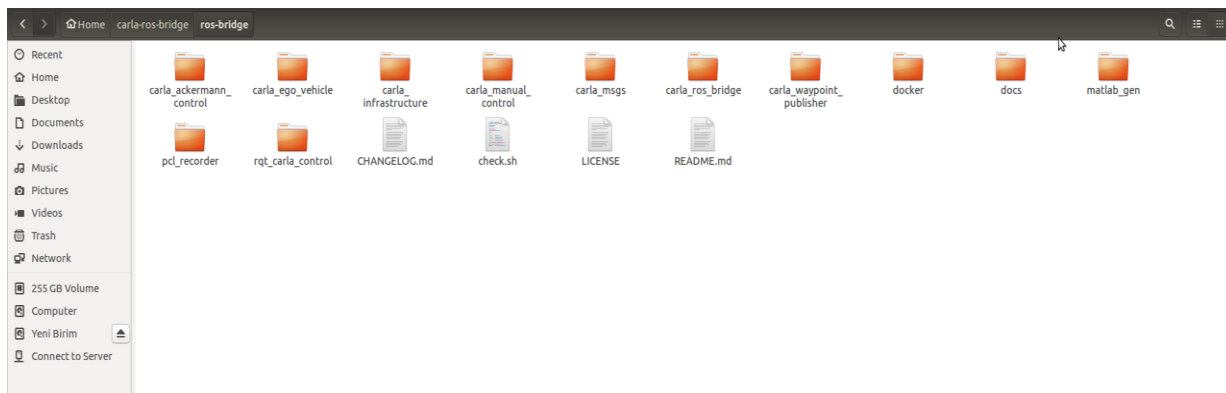 Home carla-ros-bridge ros-bridge
Recent
Home
Desktop
Documents
Downloads
Music
Pictures
Videos
Trash
Network
255 GB Volume
Computer
Yeni Birim
Connect to Server
carla_ackermann_
control
carla_ego_vehicle
carla_
infrastructure
carla_manual_
control
carla_msgs
carla_ros_bridge
carla_waypoint_
publisher
docker
docs
matlab_gen
pcl_recorder
rqt_carla_control
CHANGELOG.md
check.sh
LICENSE
README.md